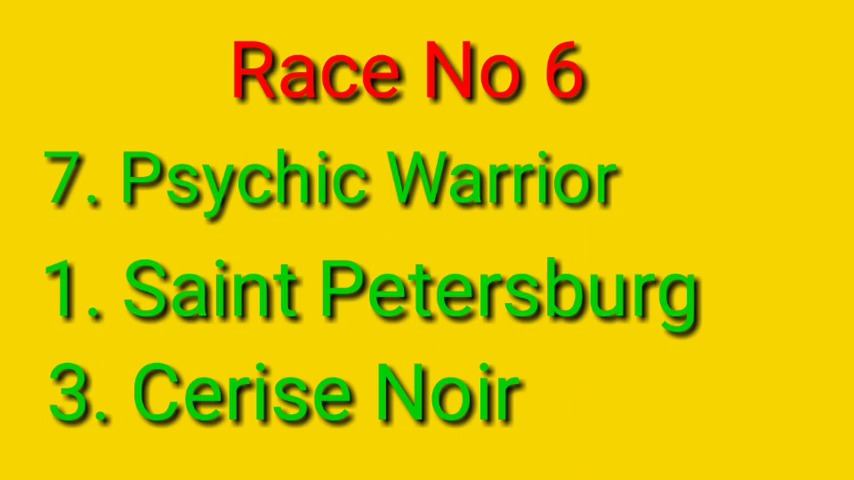 Race No 6
7. Psychic Warrior
1. Saint Petersburg
3. Cerise Noir